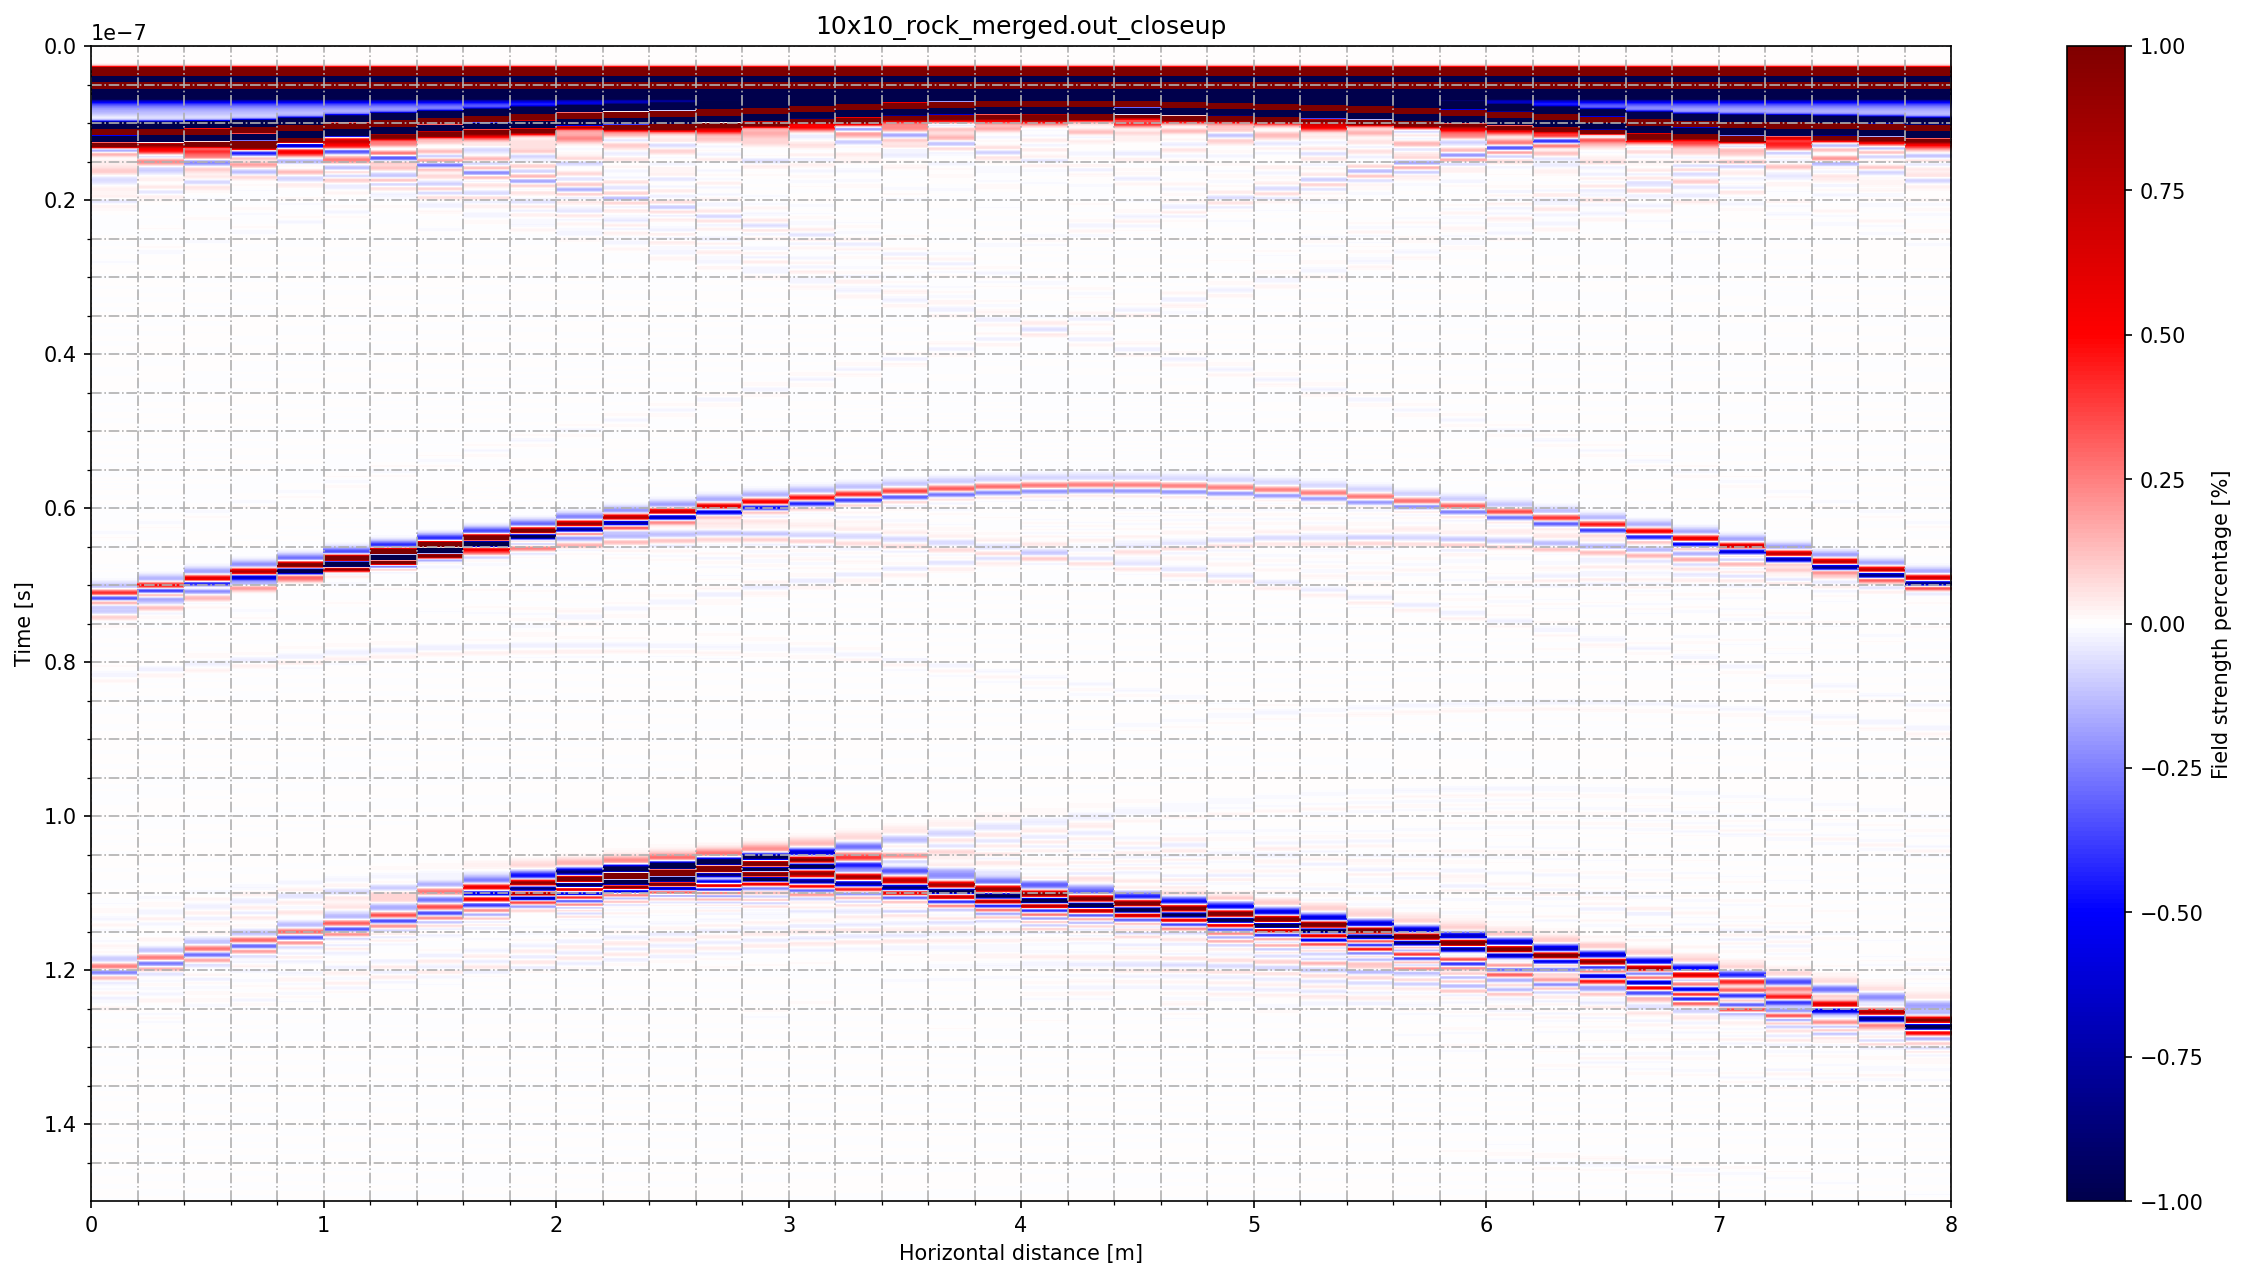 10x10_rock_merged.out_closeup
1e−7
0.0
0.2
0.4
0.6
0.8
1.0
1.2
1.4
Time [s]
0 1 2 3 4 5 6 7 8
Horizontal distance [m]
1.00
0.75
0.50
0.25
0.00
−0.25
−0.50
−0.75
−1.00
Field strength percentage [%]